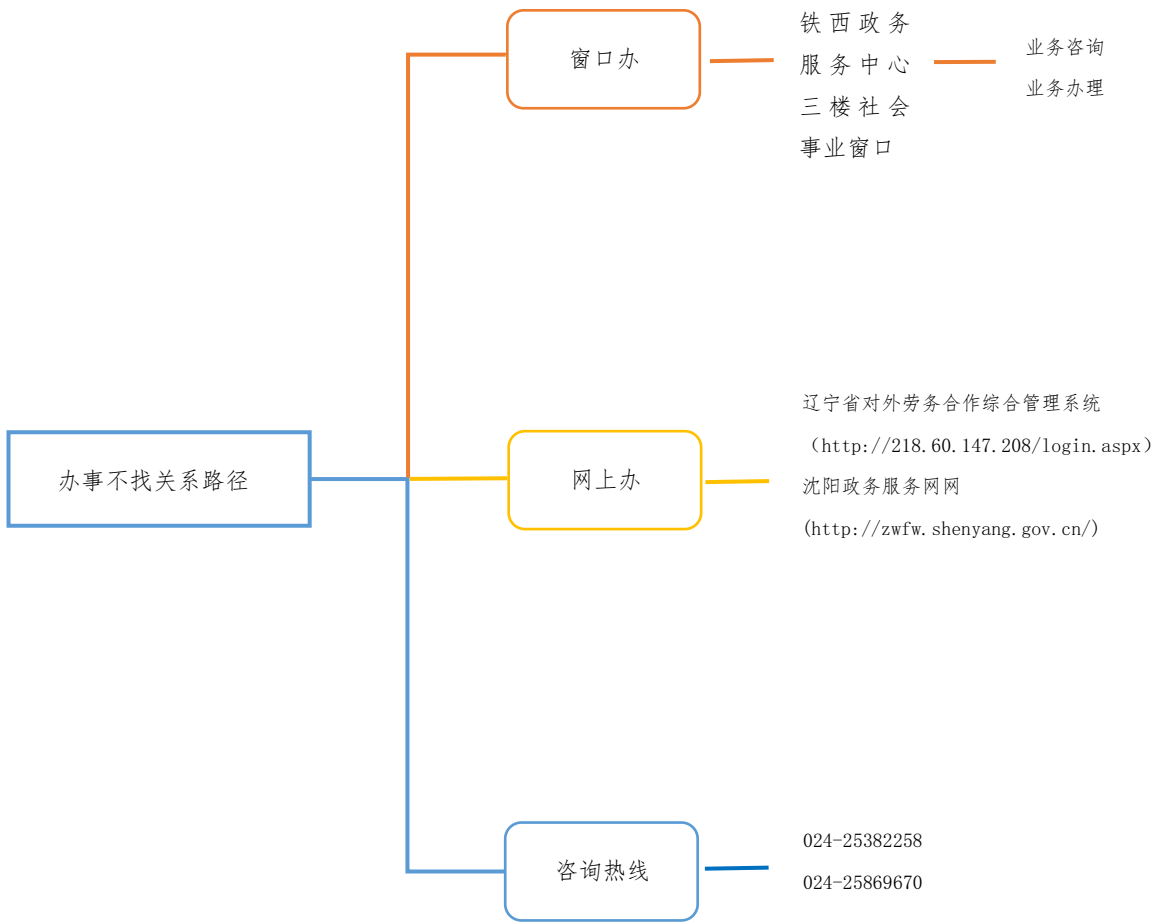 窗口办
铁西政务
服务中心
三楼社会
事业窗口
业务咨询
业务办理
办事不找关系路径
网上办
辽宁省对外劳务合作综合管理系统
（http://218.60.147.208/login.aspx）
沈阳政务服务网网
(http://zwfw.shenyang.gov.cn/)
咨询热线
024-25382258
024-25869670